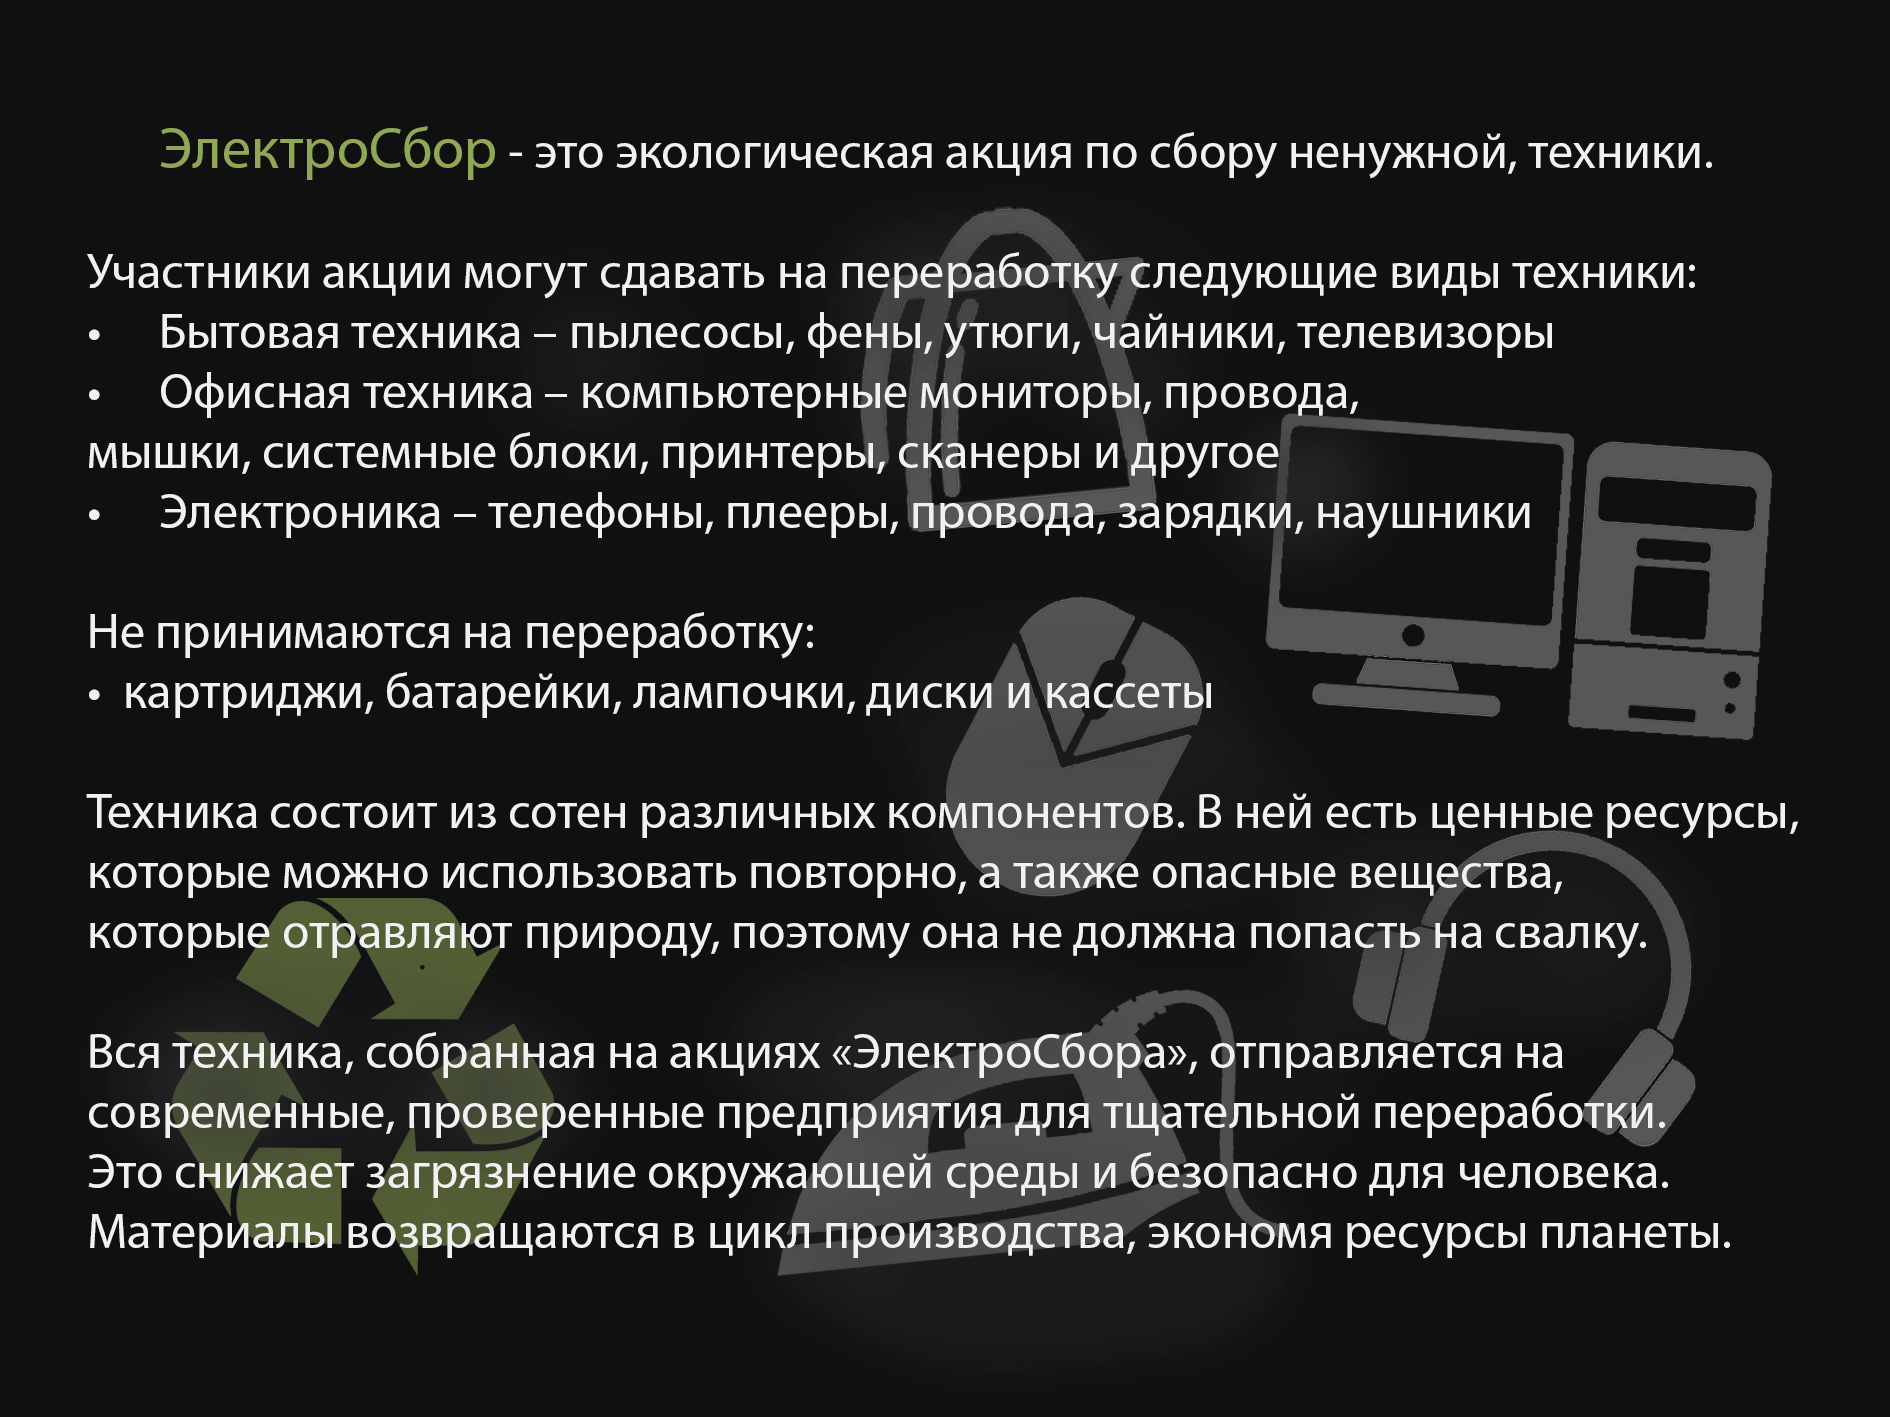 ЭлектроСбор - это экологическая акция по сбору ненужной, техники.
Участники акции могут сдавать на переработку следующие виды техники:
• Бытовая техника – пылесосы, фены, утюги, чайники, телевизоры
• Офисная техника – компьютерные мониторы, провода,
мышки, системные блоки, принтеры, сканеры и другое
• Электроника – телефоны, плееры, провода, зарядки, наушники
Не принимаются на переработку:
• картриджи, батарейки, лампочки, диски и кассеты
Техника состоит из сотен различных компонентов. В ней есть ценные ресурсы,
которые можно использовать повторно, а также опасные вещества,
которые отравляют природу, поэтому она не должна попасть на свалку.
Вся техника, собранная на акциях «ЭлектроСбора», отправляется на
современные, проверенные предприятия для тщательной переработки.
Это снижает загрязнение окружающей среды и безопасно для человека.
Материалы возвращаются в цикл производства, экономя ресурсы планеты.